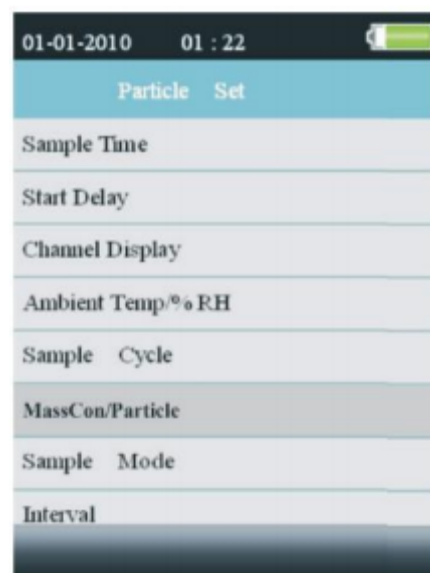 01-01-2010 01 : 22
Particle Set
Sample Time
Start Delay
Channel Display
Ambient Temp/% RH
Sample Cycle
MassCon/Particle
Sample Mode
Interval